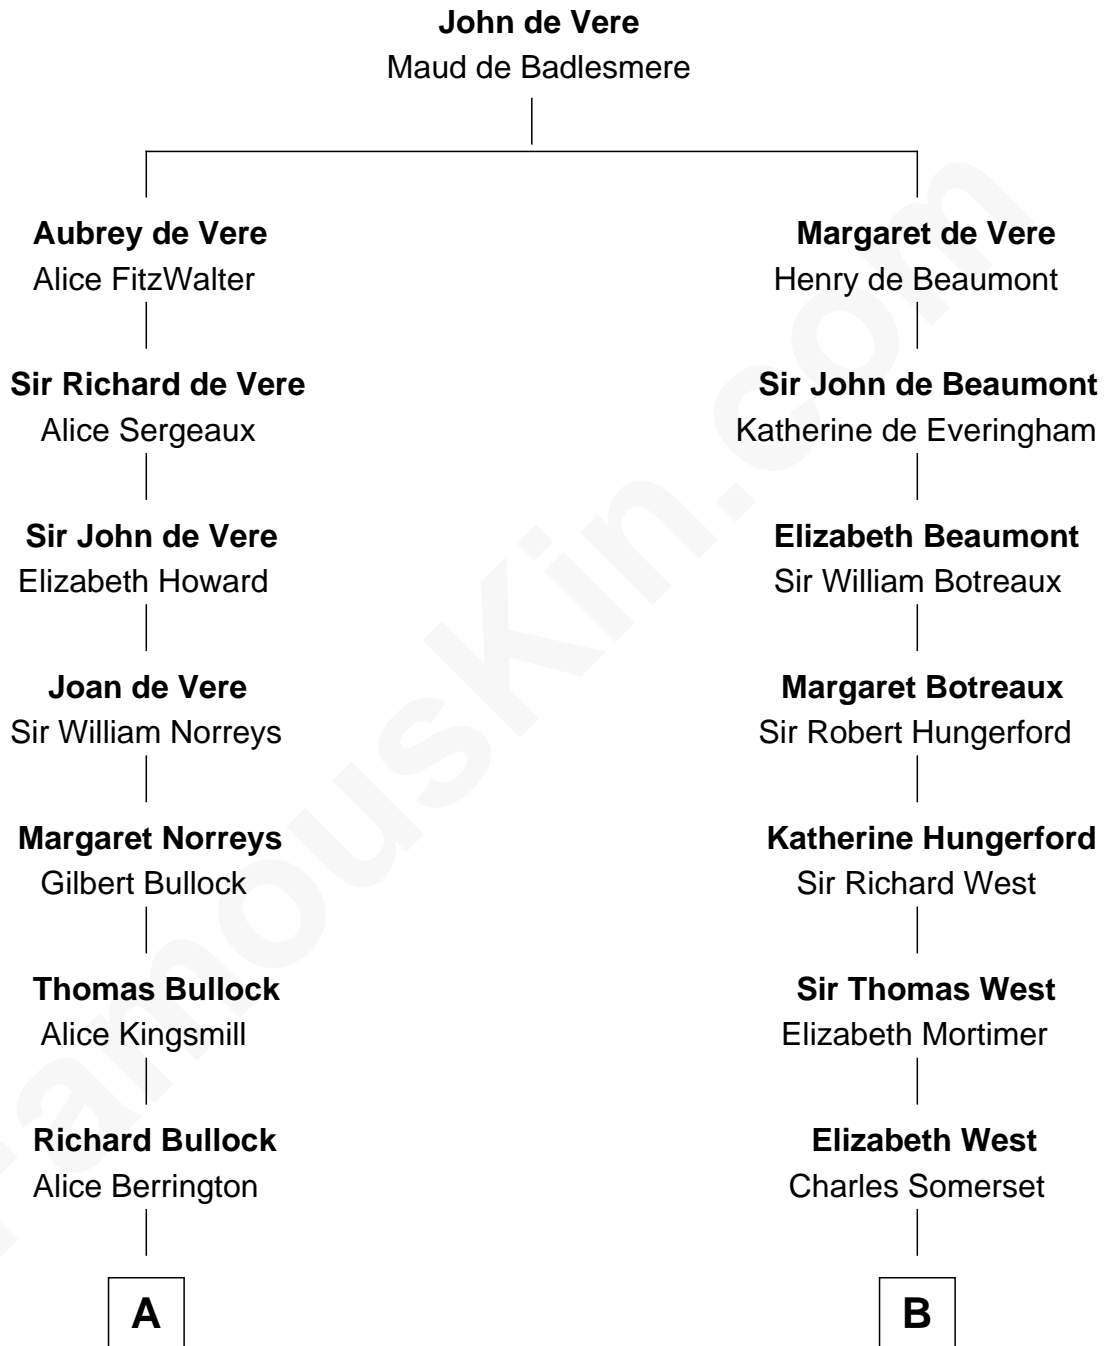 John de Vere
Maud de Badlesmere
Aubrey de Vere
Alice FitzWalter
Margaret de Vere
Henry de Beaumont
Sir Richard de Vere
Alice Sergeaux
Sir John de Beaumont
Katherine de Everingham
Sir John de Vere
Elizabeth Howard
Elizabeth Beaumont
Sir William Botreaux
Joan de Vere
Sir William Norreys
Margaret Botreaux
Sir Robert Hungerford
Margaret Norreys
Gilbert Bullock
Katherine Hungerford
Sir Richard West
Thomas Bullock
Alice Kingsmill
Sir Thomas West
Elizabeth Mortimer
Richard Bullock
Alice Berrington
Elizabeth West
Charles Somerset
A
B
FamousKin.com